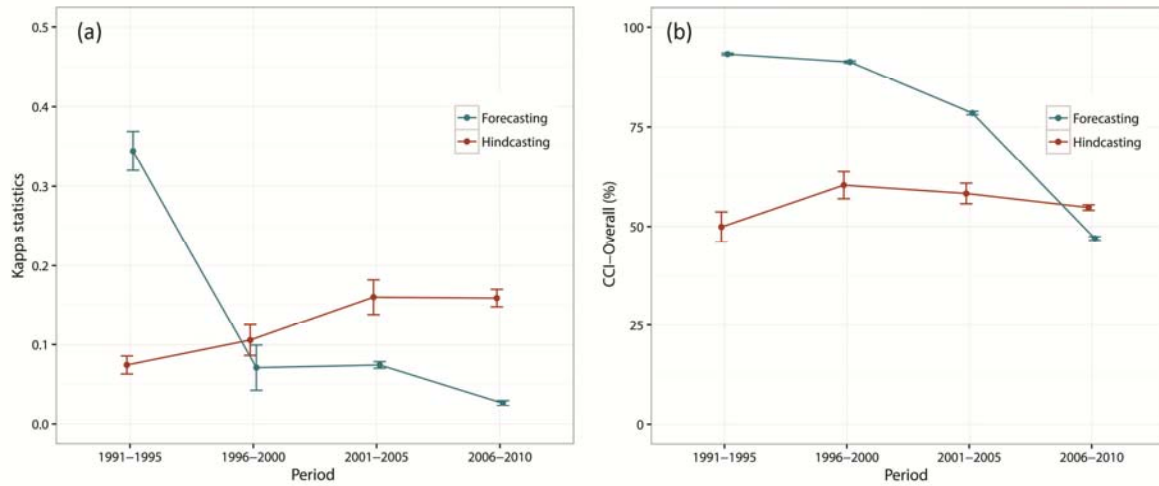 (a)
0.5
0.4
0.3
0.2
0.1
0.0
Kappa statistics
Forecasting
Hindcasting
1991–1995
1996–2000
2001–2005
2006–2010
Period
(b)
100
75
50
25
0
CCI–Overall (%)
Forecasting
Hindcasting
1991–1995
1996–2000
2001–2005
2006–2010
Period